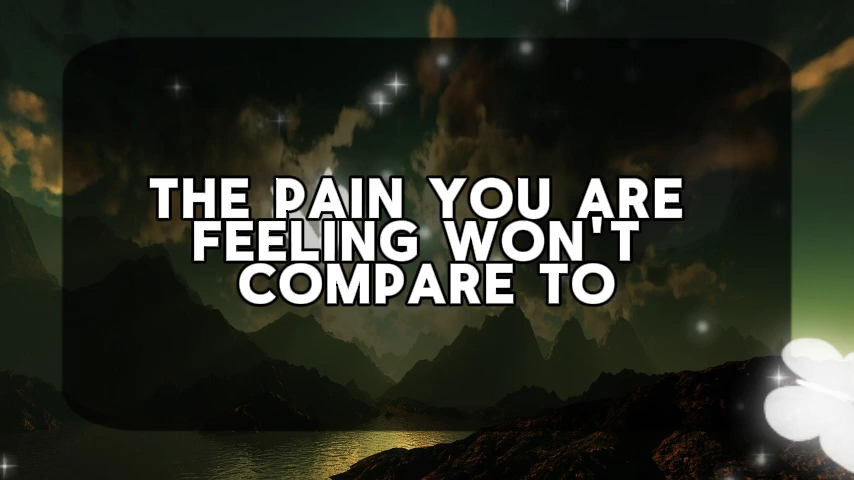 THE PAIN YOU ARE
FEELING WON'T
COMPARE TO